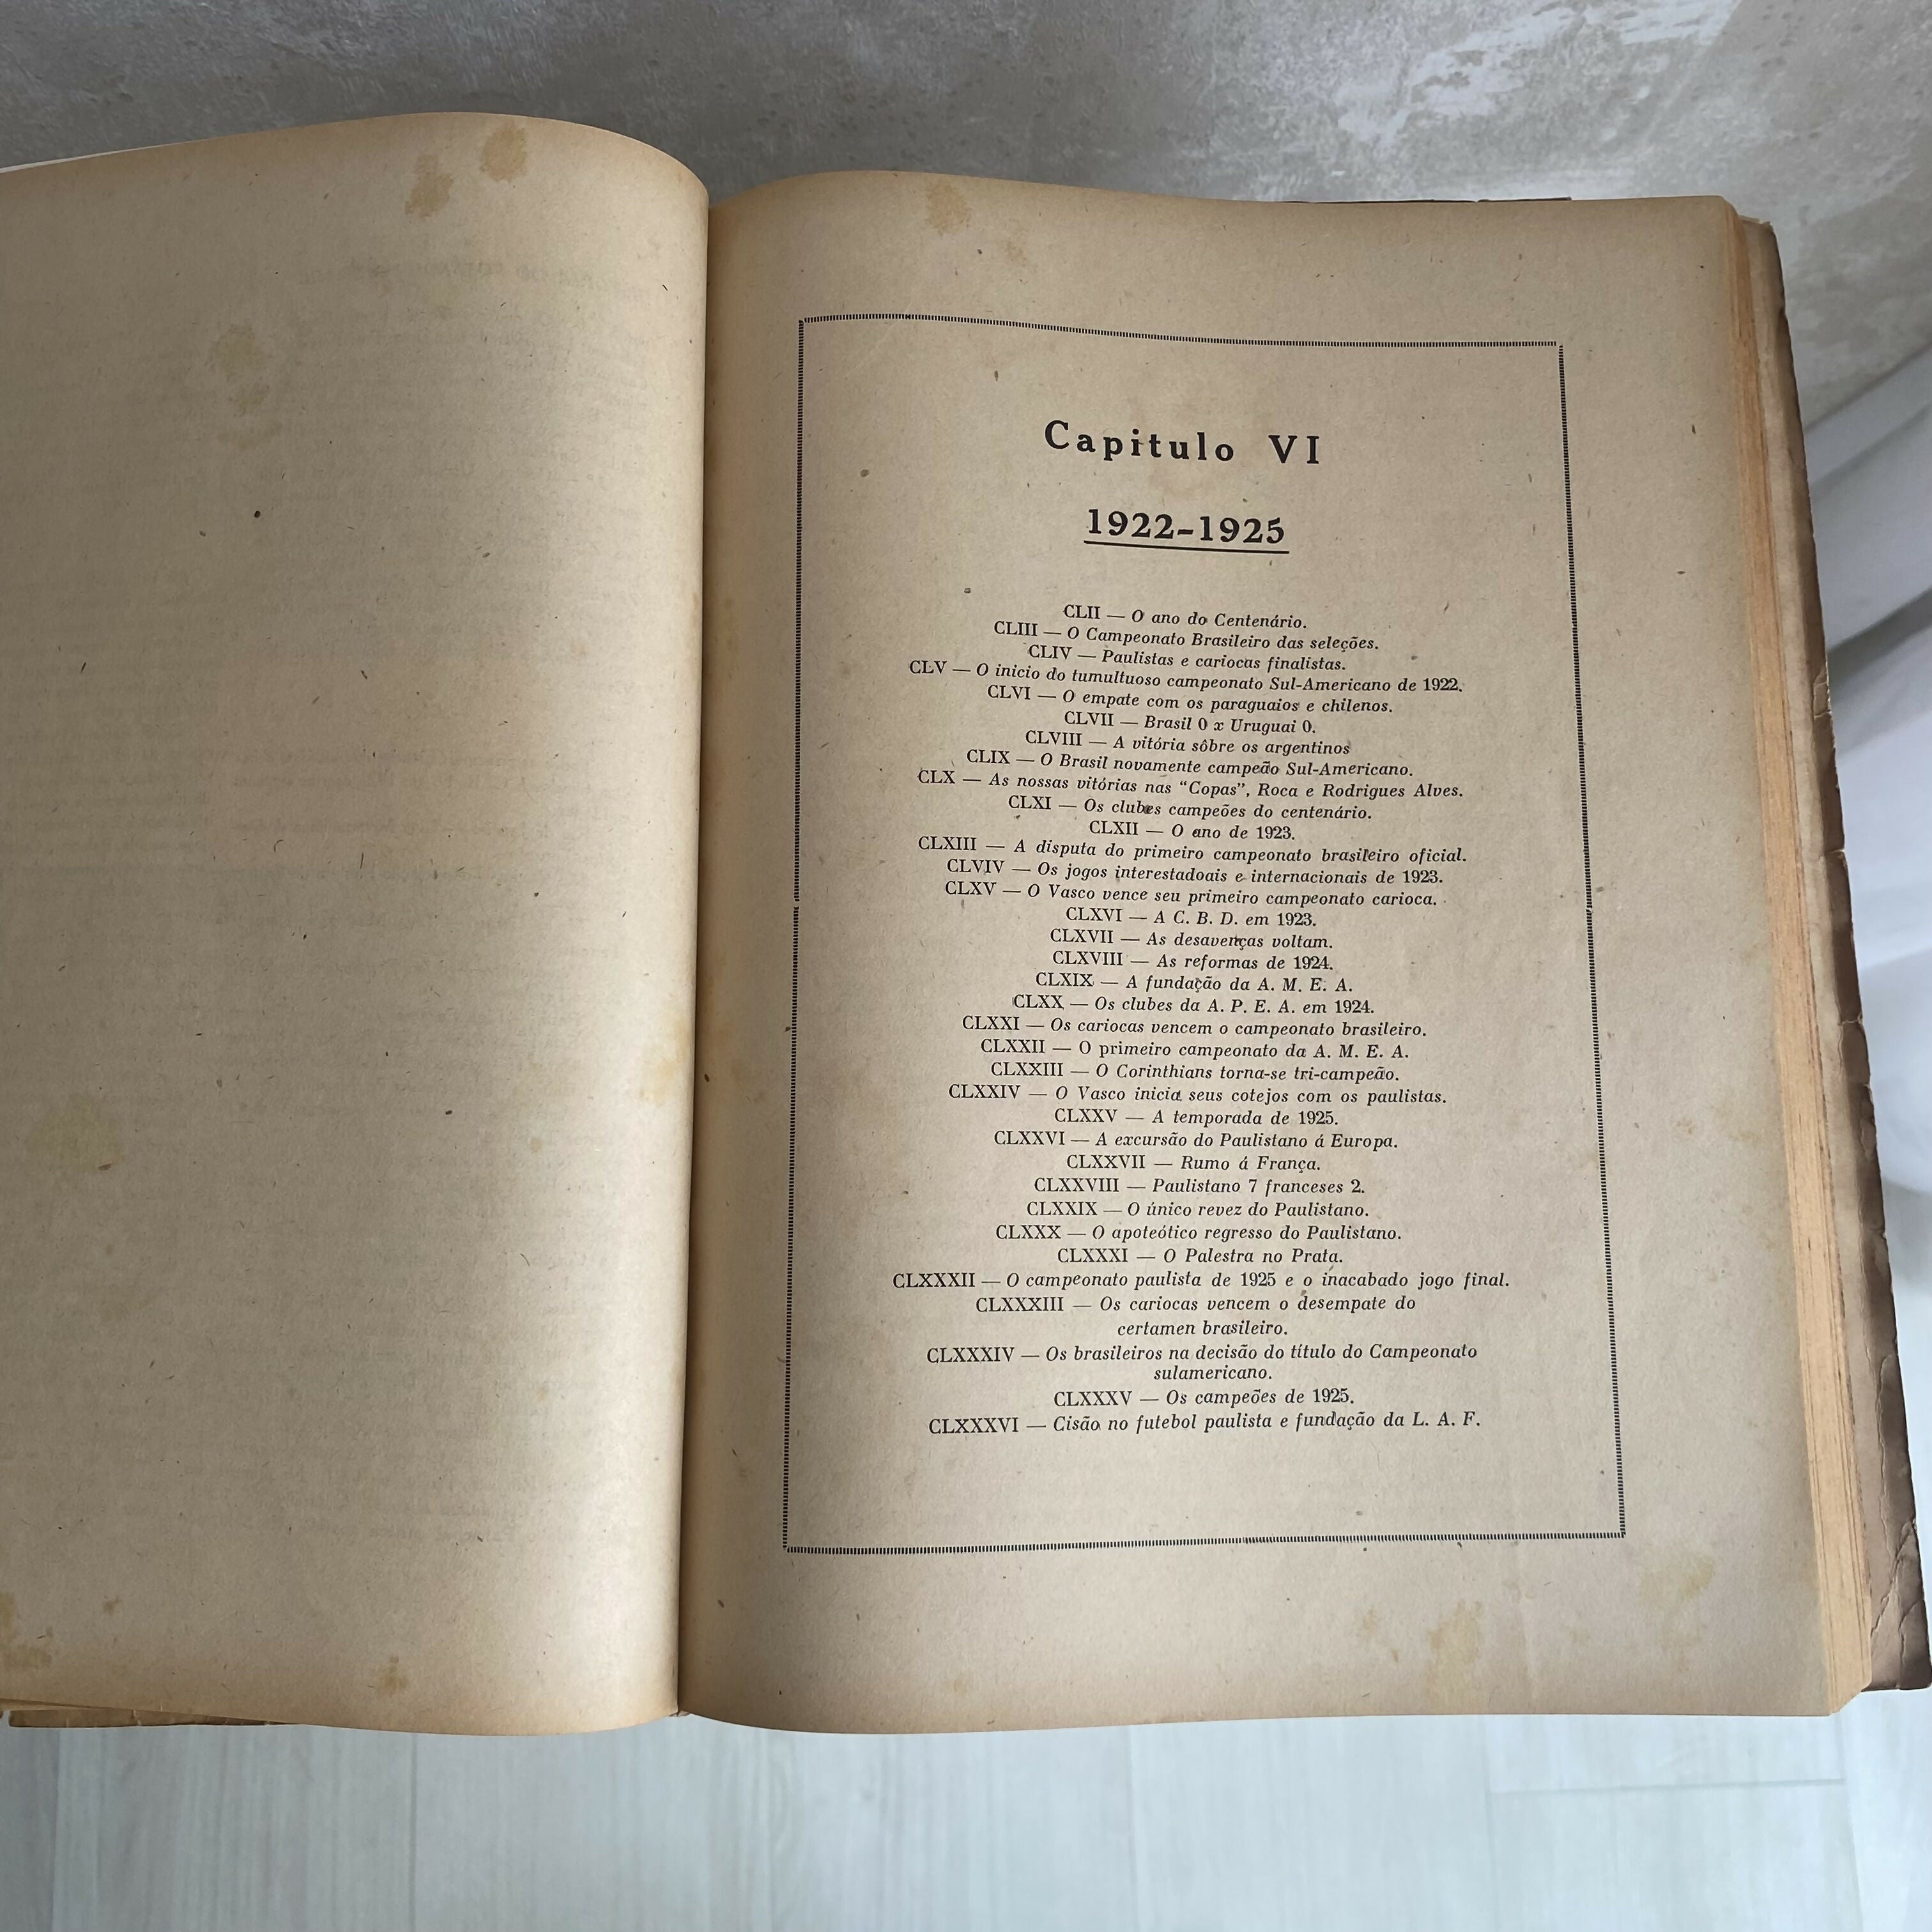 Capitulo VI
1922-1925
CLII — O ano do Centenário.
CLIII — O Campeonato Brasileiro das seleções.
CLIV — Paulistas e cariocas finalistas.
CLV — O inicio do tumultuoso campeonato Sul-Americano de 1922.
CLVI — O empate com os paraguaios e chilenos.
CLVII — Brasil 0 x Uruguai 0.
CLVIII — A vitória sôbre os argentinos
CLIX — O Brasil novamente campeão Sul-Americano.
CLX — As nossas vitórias nas "Copas", Roca e Rodrigues Alves.
CLXI — Os clubes campeões do centenário.
CLXII — O ano de 1923.
CLXIII — A disputa do primeiro campeonato brasileiro oficial.
CLVIV — Os jogos interestadoais e internacionais de 1923.
CLXV — O Vasco vence seu primeiro campeonato carioca.
CLXVI — A C. B. D. em 1923.
CLXVII — As desavenças voltam.
CLXVIII — As reformas de 1924.
CLXIX — A fundação da A. M. E. A.
CLXX — Os clubes da A. P. E. A. em 1924.
CLXXI — Os cariocas vencem o campeonato brasileiro.
CLXXII — O primeiro campeonato da A. M. E. A.
CLXXIII — O Corinthians torna-se tri-campeão.
CLXXIV — O Vasco inicia seus cotejos com os paulistas.
CLXXV — A temporada de 1925.
CLXXVI — A excursão do Paulistano á Europa.
CLXXVII — Rumo á França.
CLXXVIII — Paulistano 7 franceses 2.
CLXXIX — O único revez do Paulistano.
CLXXX — O apoteótico regresso do Paulistano.
CLXXXI — O Palestra no Prata.
CLXXXII — O campeonato paulista de 1925 e o inacabado jogo final.
CLXXXIII — Os cariocas vencem o desempate do
certamen brasileiro.
CLXXXIV — Os brasileiros na decisão do título do Campeonato
sulamericano.
CLXXXV — Os campeões de 1925.
CLXXXVI — Cisão no futebol paulista e fundação da L. A. F.